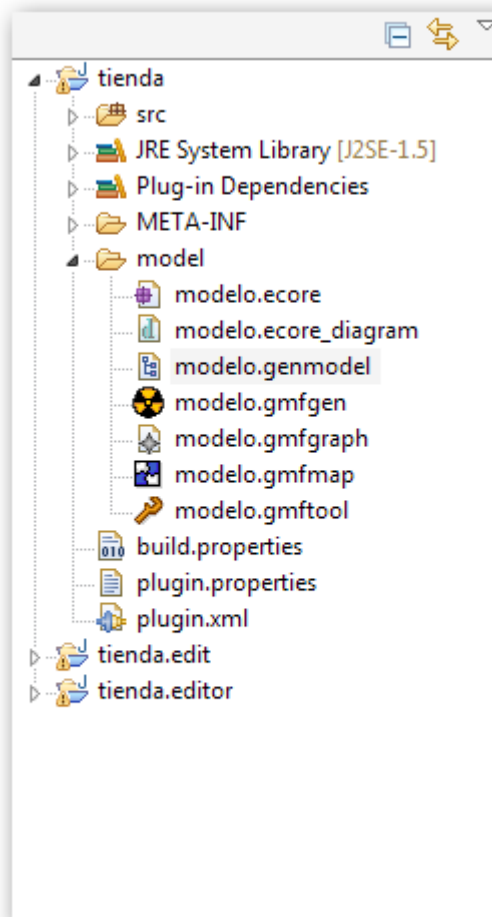 tienda
src
JRE System Library [J2SE-1.5]
Plug-in Dependencies
META-INF
model
modelo.ecore
modelo.ecore_diagram
modelo.genmodel
modelo.gmfgen
modelo.gmfgraph
modelo.gmfmap
modelo.gmftool
build.properties
plugin.properties
plugin.xml
tienda.edit
tienda.editor